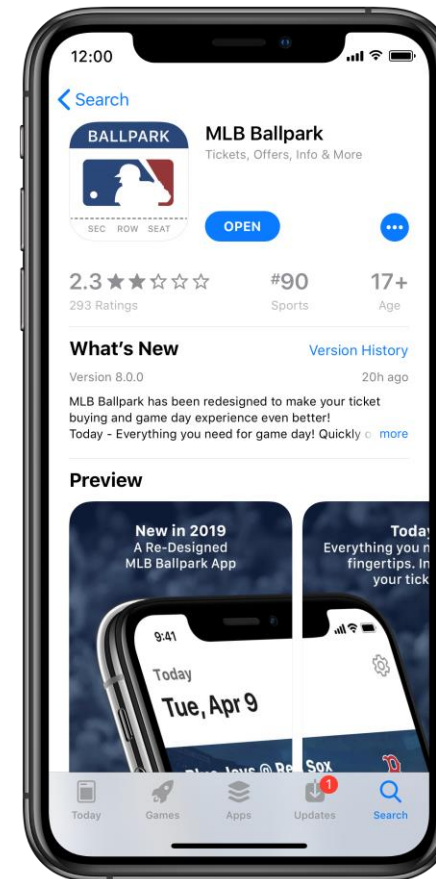 12:00
Search
BALLPARK
SEC ROW SEAT
MLB Ballpark
Tickets, Offers, Info & More
OPEN
2.3
#90
17+
293 Ratings
Sports
Age
What's New
Version History
Version 8.0.0
20h ago
MLB Ballpark has been redesigned to make your ticket
buying and game day experience even better!
Today - Everything you need for game day! Quickly
more
Preview
New in 2019
A Re-Designed
MLB Ballpark App
9:41
Today
Tue, Apr 9
Blue Jays @ Red Sox
Today
Everything you n
fingertips. In
your tick
1
Today
Games
Apps
Updates
Search